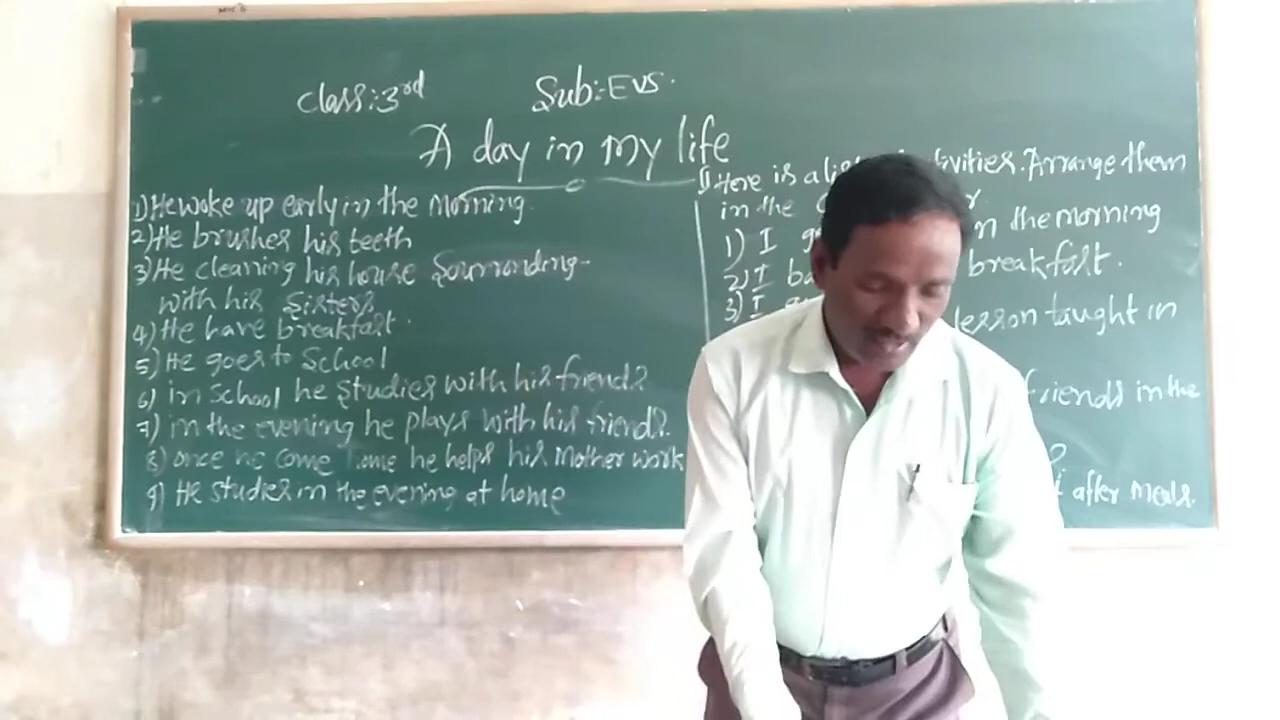 Class:3rd Sub:-EVS.
A day in my life
1) He woke up early in the Morning.
2) He brushes his teeth
3) He cleaning his house Sourronding
with his Sisters
4) He have breakfast.
5) He goes to School
6) in School he studies with his friends
7) in the evening he plays with his friends.
8) once he come home he helps his Mother work
9) He studies in the evening at home
I) Here is a activities. Arrange them
in the
1) I in the morning
2) I breakfast.
3) I lesson taught in
friends in the
after meals.